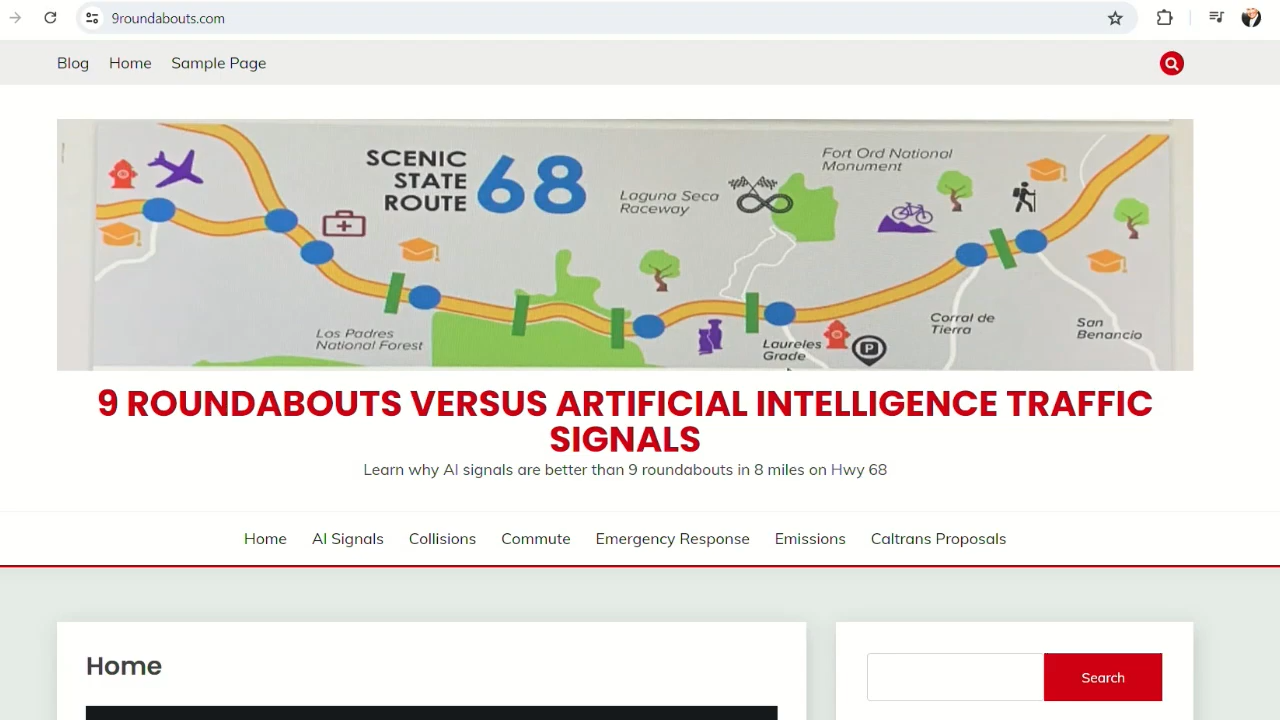 9roundabouts.com
Blog Home Sample Page
SCENIC
STATE
ROUTE
68
Laguna Seca
Raceway
Fort Ord National
Monument
Los Padres
National Forest
Laureles
Grade
P
Corral de
Tierra
San
Benancio
9 ROUNDABOUTS VERSUS ARTIFICIAL INTELLIGENCE TRAFFIC
SIGNALS
Learn why AI signals are better than 9 roundabouts in 8 miles on Hwy 68
Home AI Signals Collisions Commute Emergency Response Emissions Caltrans Proposals
Home
Search